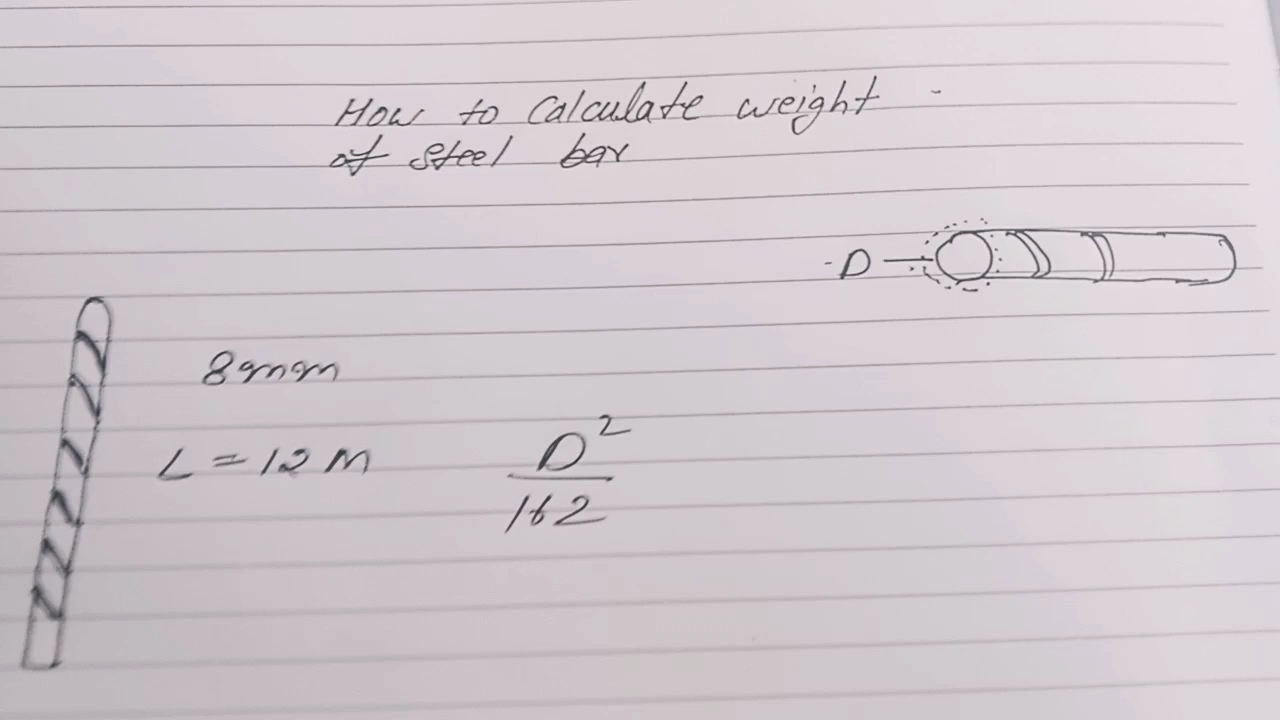 How to Calculate weight
of steel bar
D
8mm
L = 12 M
D²
162